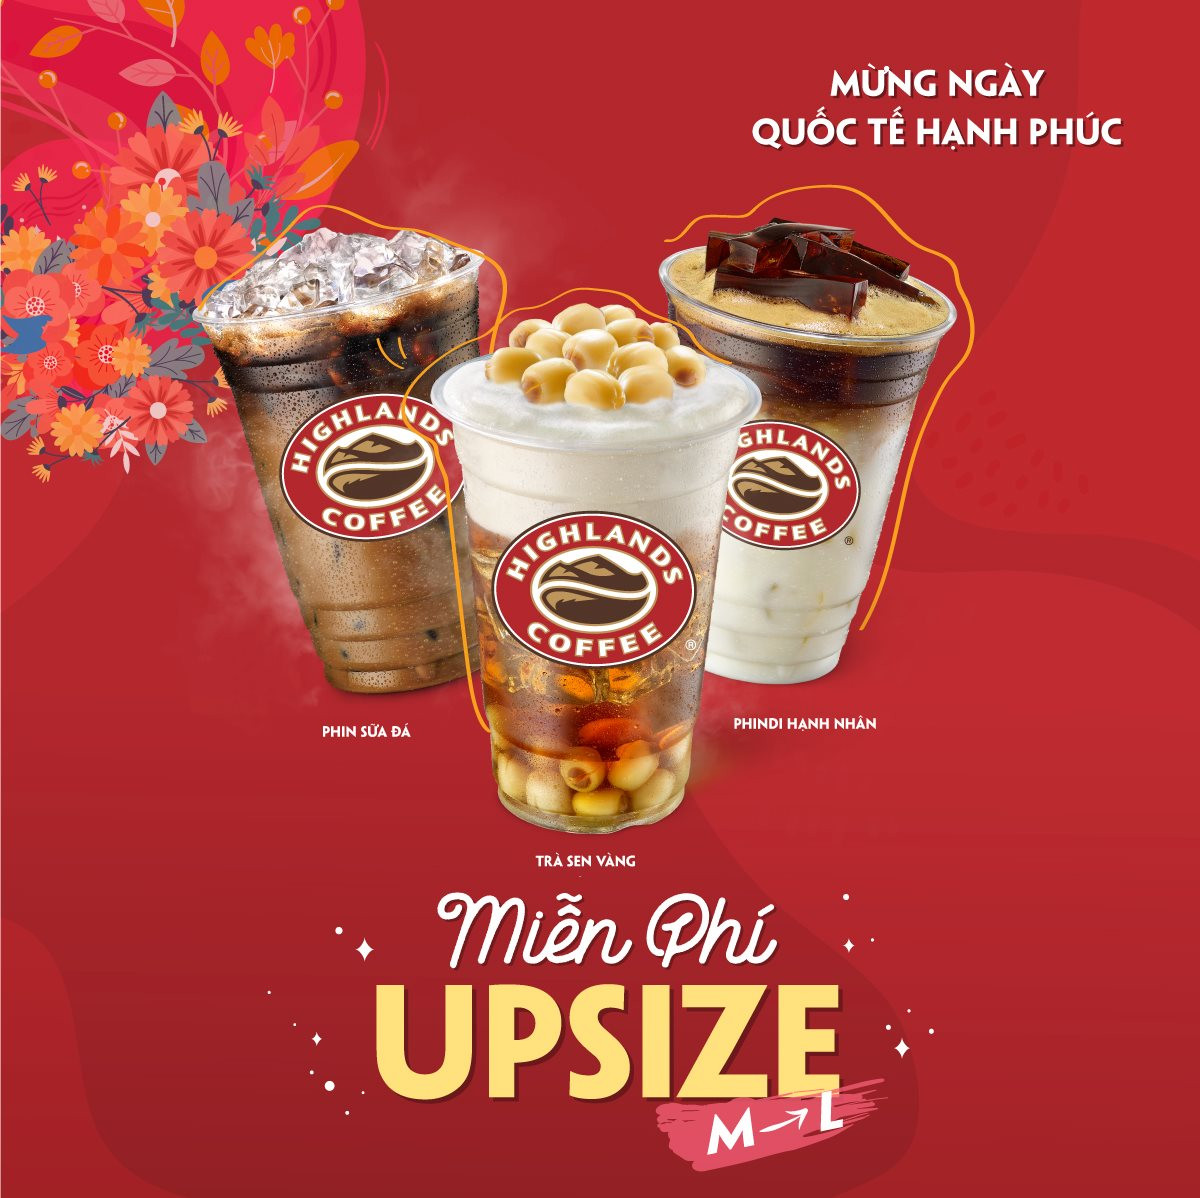 MỪNG NGÀY
QUỐC TẾ HẠNH PHÚC
HIGHLANDS
COFFEE
HIGHLANDS
COFFEE
®
GHLANDS
COFFEE
®
PHIN SỮA ĐÁ
PHINDI HẠNH NHÂN
TRÀ SEN VÀNG
Miễn Phí
UPSIZE
M→L